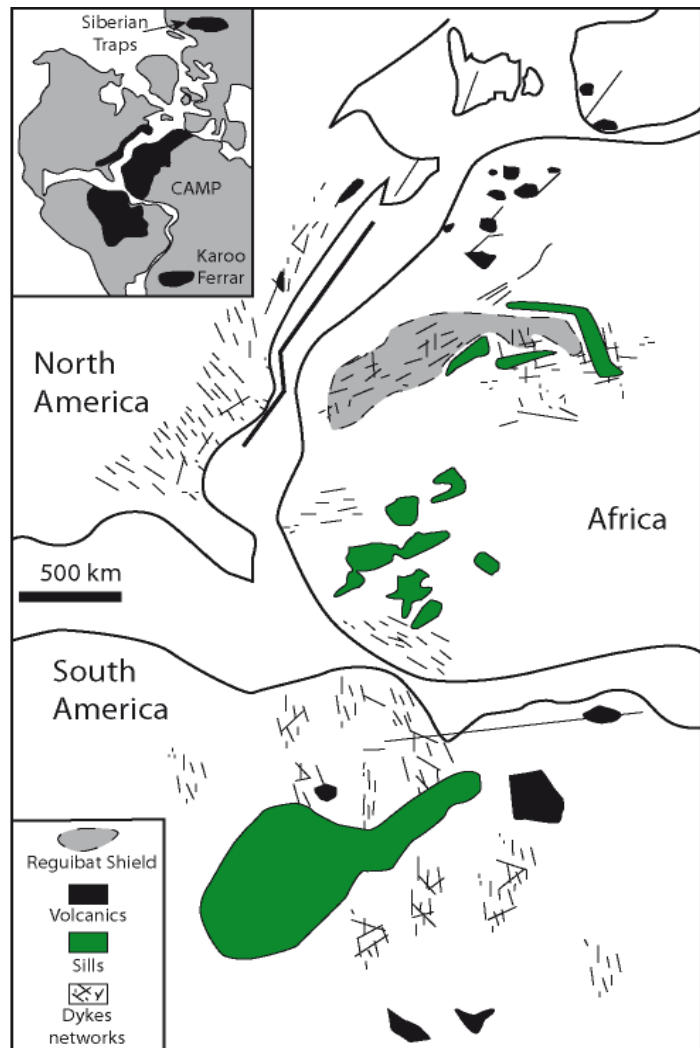 Siberian
Traps
CAMP
Karoo
Ferrar
North
America
Africa
500 km
South
America
Reguibat Shield
Volcanics
Sills
Dykes
networks